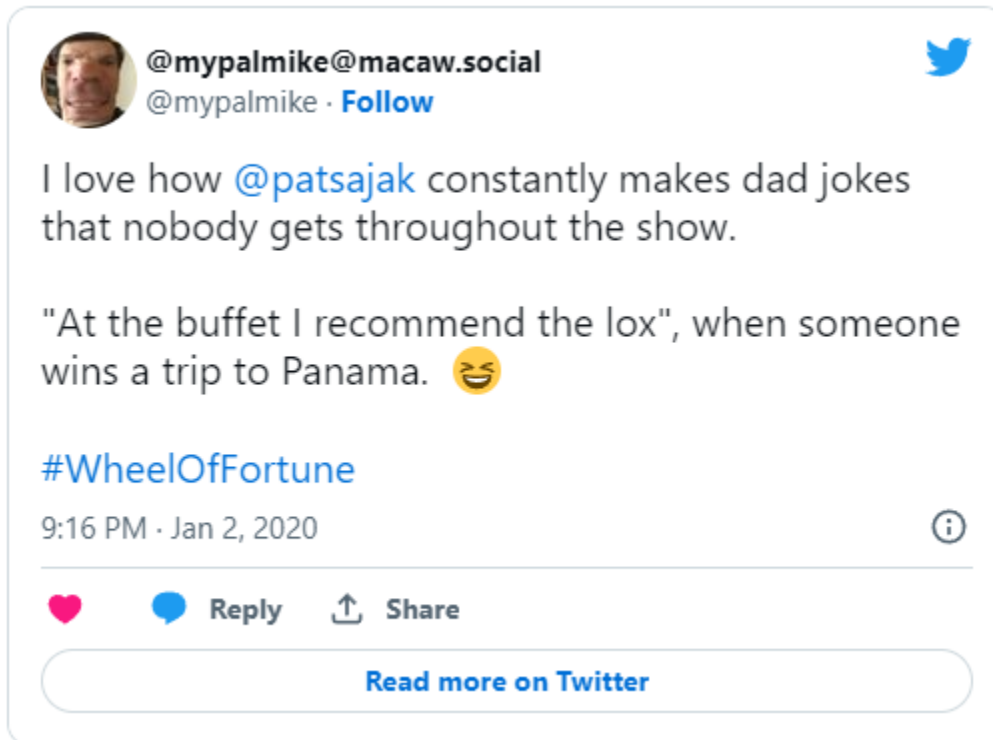 @mypalmike@macaw.social
@mypalmike · Follow
I love how @patsajak constantly makes dad jokes
that nobody gets throughout the show.
"At the buffet I recommend the lox", when someone
wins a trip to Panama. 😆
#WheelOfFortune
9:16 PM · Jan 2, 2020
Reply Share
Read more on Twitter